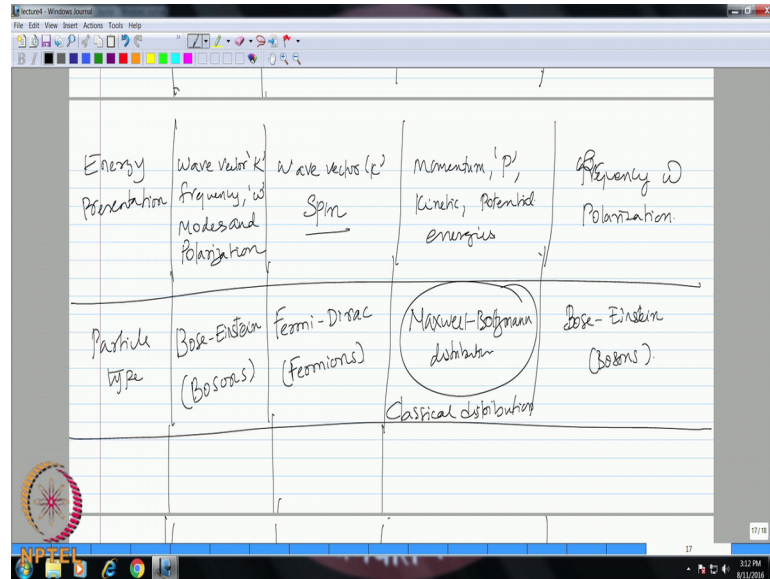 lecture4 - Windows Journal
File Edit View Insert Actions Tools Help
Energy
Presentation
Wave vector 'K'
frequency, 'ω'
Modes and
Polarization
Wave vector (K)
Spin
Momentum, 'P',
Kinetic, Potential
energies
frequency ω
Polarization.
Particle
type
Bose-Einstein
(Bosons)
Fermi-Dirac
(Fermions)
Maxwell-Boltzmann
distribution
Classical distribution
Bose-Einstein
(Bosons).
17/18
17
NPTEL
3:12 PM
8/11/2016